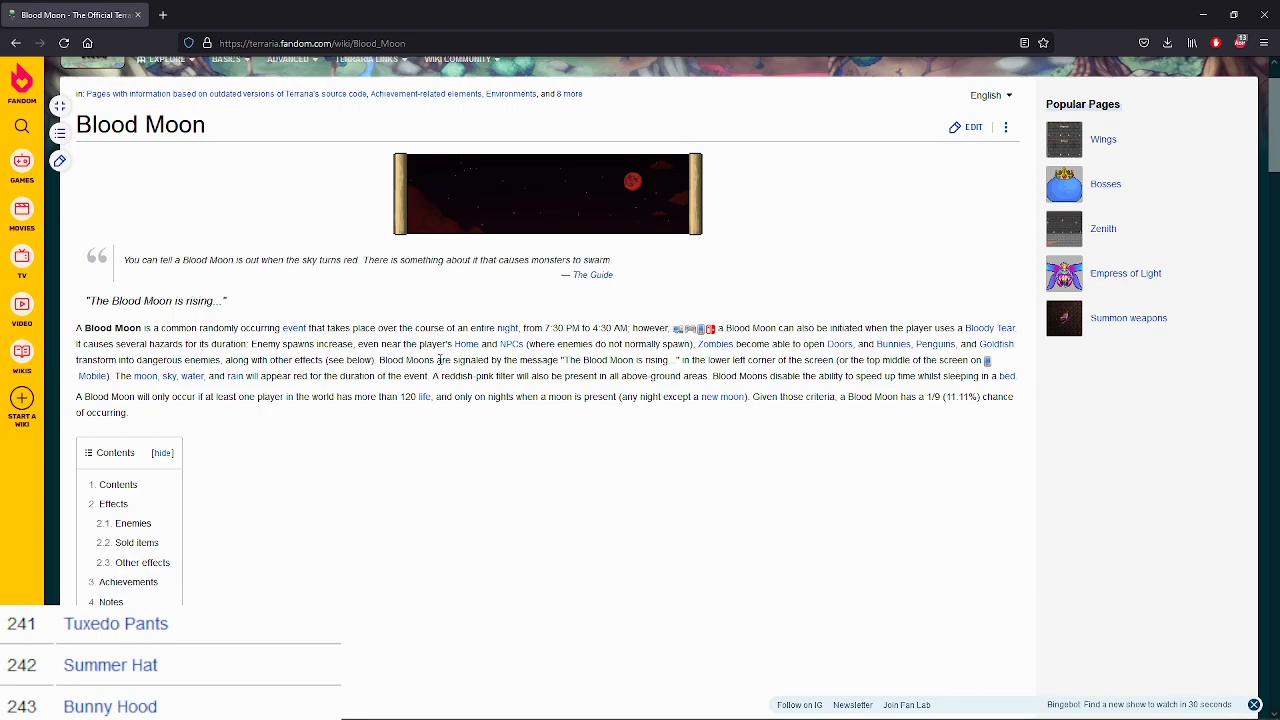 Blood Moon - The Official Terra
https://terraria.fandom.com/wiki/Blood_Moon
EXPLORE
BASICS
ADVANCED
TERRARIA LINKS
WIKI COMMUNITY
FANDOM
GAMES
MOVIES
TV
VIDEO
WIKIS
START A
WIKI
in: Pages with information based on outdated versions of Terraria's source code, Achievement-related elements, Environments, and 8 more
English
Blood Moon
EDIT
You can tell a Blood Moon is out when the sky turns red. There is something about it that causes monsters to swarm.
— The Guide
"The Blood Moon is rising..."
A Blood Moon is a common randomly occurring event that takes place over the course of an entire night, from 7:30 PM to 4:30 AM; however, a Blood Moon can also be initiated when the player uses a Bloody Tear.
It causes several hazards for its duration: Enemy spawns increase, even near the player's Home and NPCs (where enemies do not normally spawn), Zombies become able to open Doors, and Bunnies, Penguins, and Goldfish
transform into dangerous enemies, along with other effects (see below). Blood Moons are signaled by the message "The Blood Moon is rising..." in the lower left corner of the screen (or the top middle of the screen on
Mobile). The moon, sky, water, and rain will appear red for the duration of the event. A reddish-pink filter will also be present in all above-ground areas. Blood Moons disable the ability to speed up time whilst sleeping in a bed.
A Blood Moon will only occur if at least one player in the world has more than 120 life, and only on nights when a moon is present (any night except a new moon). Given those criteria, a Blood Moon has a 1/9 (11.11%) chance
of occurring.
Contents [hide]
1. Contents
2. Effects
2.1. Enemies
2.2. Sold items
2.3. Other effects
3. Achievements
4. Notes
241 Tuxedo Pants
242 Summer Hat
243 Bunny Hood
Popular Pages
Wings
Bosses
Zenith
Empress of Light
Summon weapons
Follow on IG
Newsletter
Join Fan Lab
Bingebot: Find a new show to watch in 30 seconds